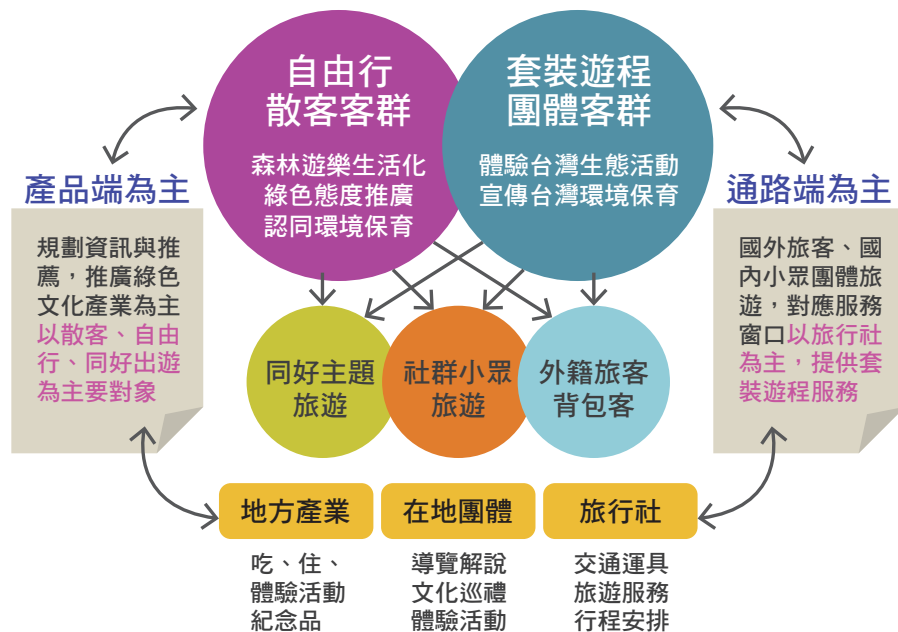 自由行
散客客群
森林遊樂生活化
綠色態度推廣
認同環境保育
套裝遊程
團體客群
體驗台灣生態活動
宣傳台灣環境保育
產品端為主
規劃資訊與推
薦，推廣綠色
文化產業為主
以散客、自由
行、同好出遊
為主要對象
通路端為主
國外旅客、國
內小眾團體旅
遊，對應服務
窗口以旅行社
為主，提供套
裝遊程服務
同好主題
旅遊
社群小眾
旅遊
外籍旅客
背包客
地方產業
吃、住、
體驗活動
紀念品
在地團體
導覽解說
文化巡禮
體驗活動
旅行社
交通運具
旅遊服務
行程安排